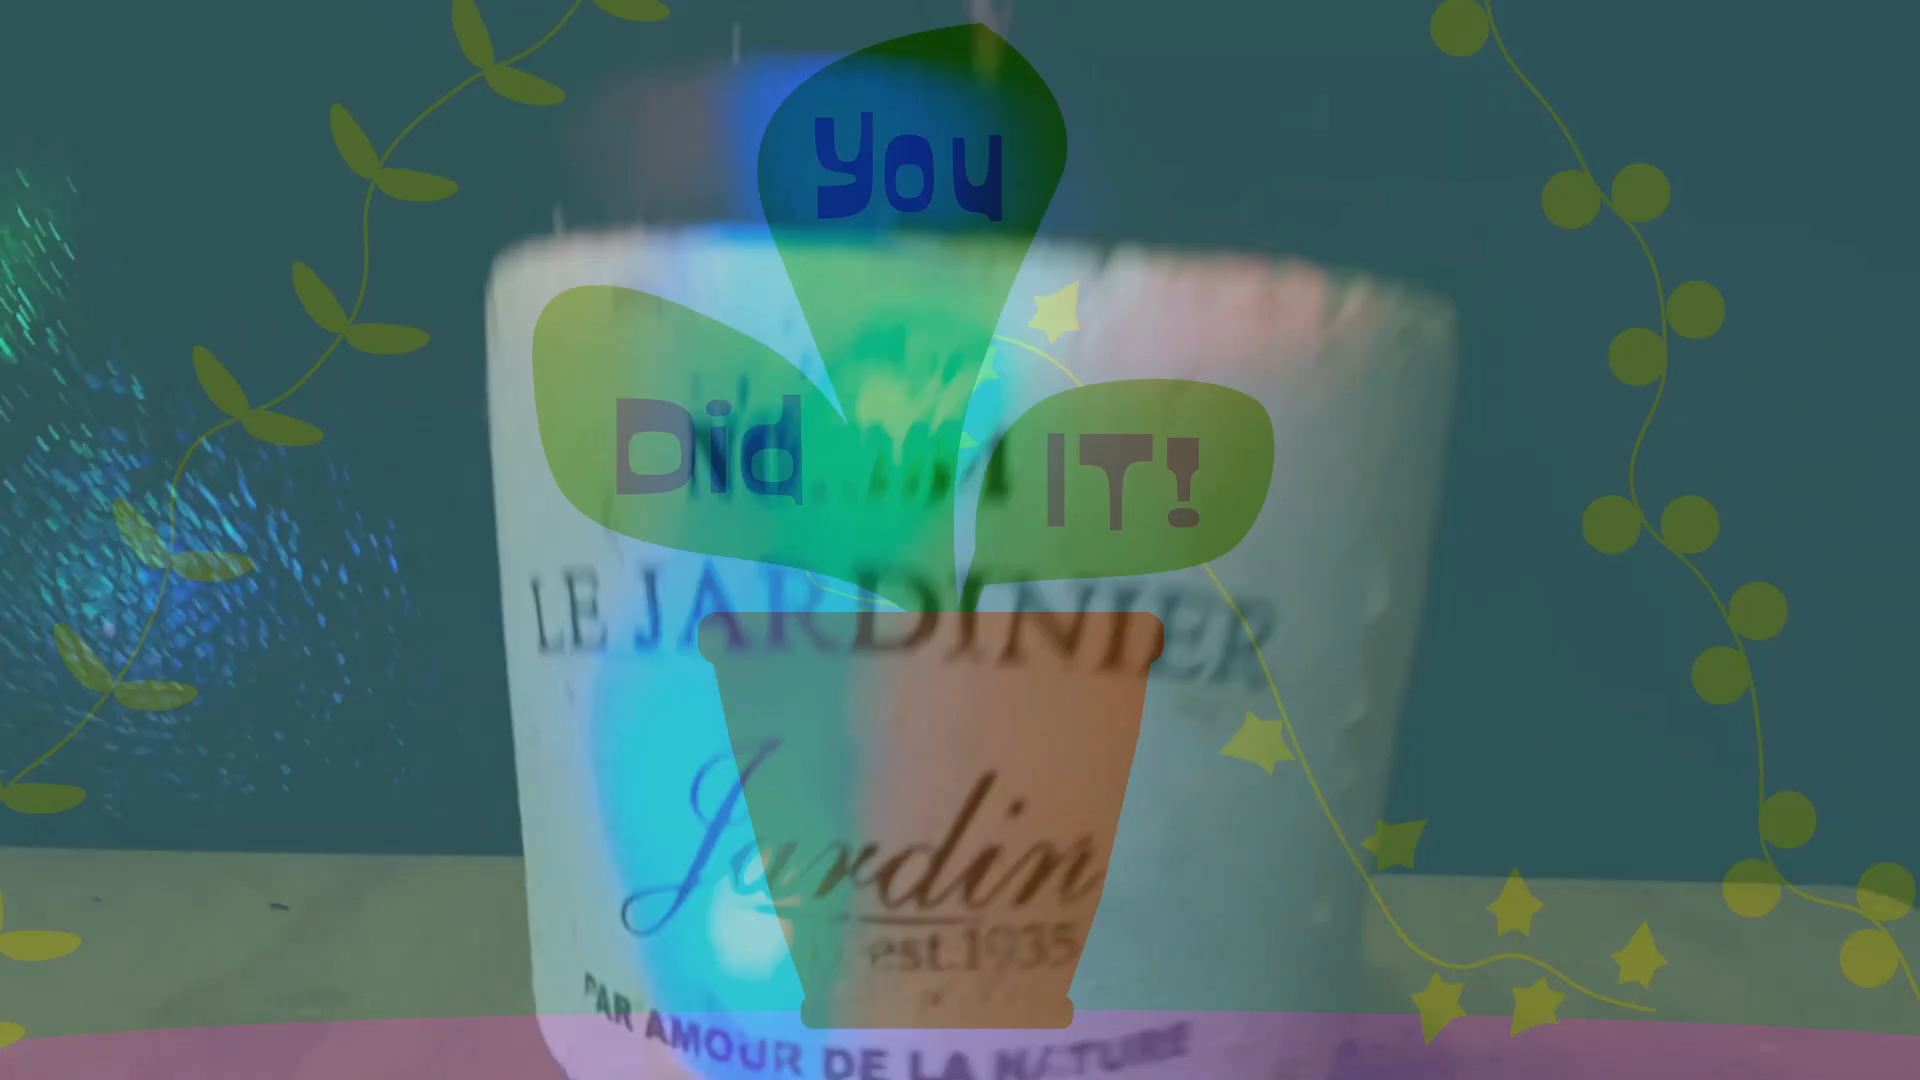 You
Did IT!
LE JARDINIER
Jardin
est.1935
PAR AMOUR DE LA NATURE